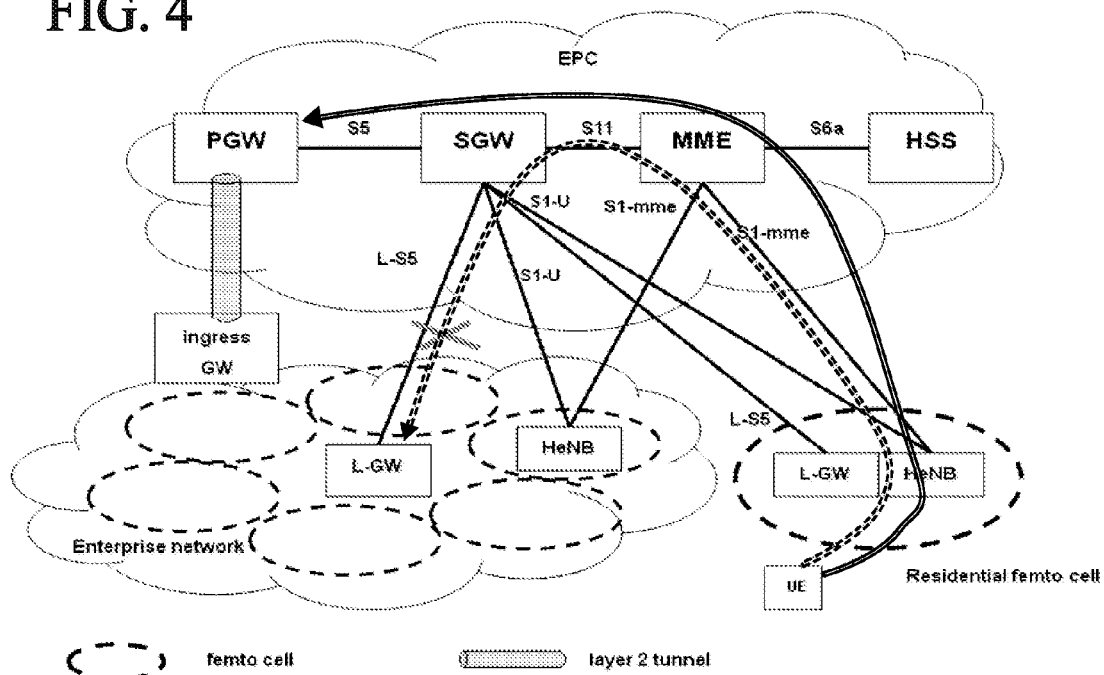 FIG. 4
EPC
PGW
S5
SGW
S11
MME
S6a
HSS
S1-U
S1-mme
S1-mme
L-S5
S1-U
ingress
GW
L-S5
HeNB
L-GW
L-GW
HeNB
Enterprise network
UE
Residential femto cell
femto cell
layer 2 tunnel